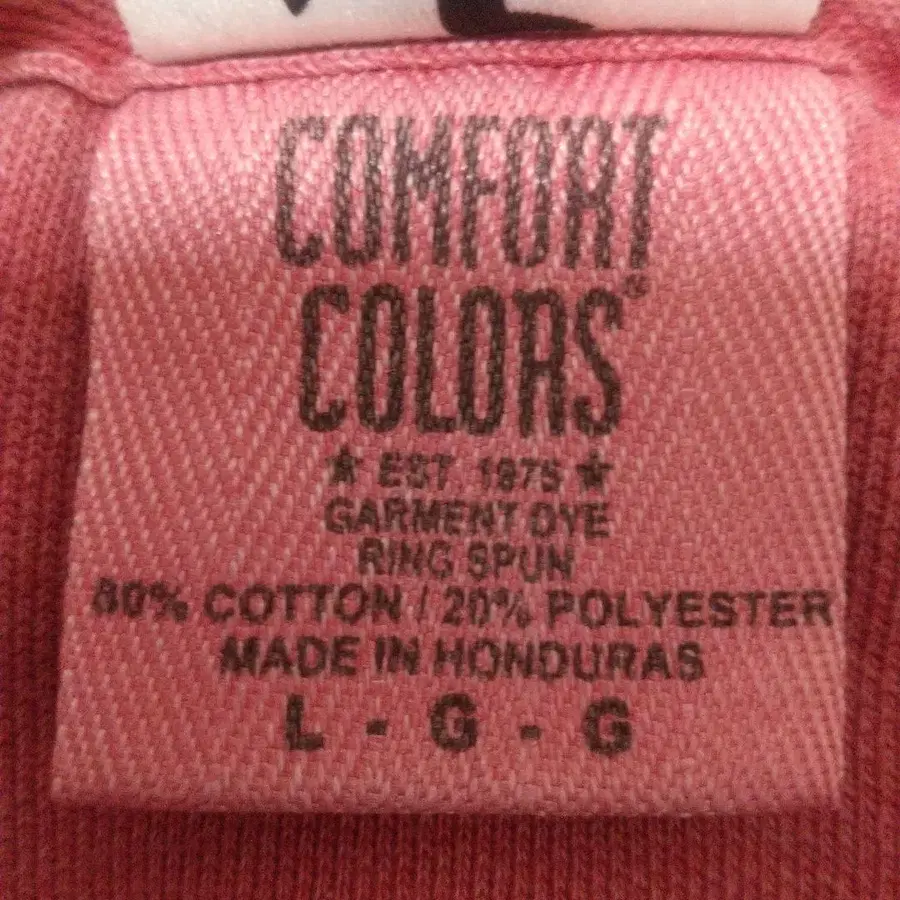 COMFORT
COLORS®
★ EST. 1975 ★
GARMENT DYE
RING SPUN
80% COTTON / 20% POLYESTER
MADE IN HONDURAS
L - G - G